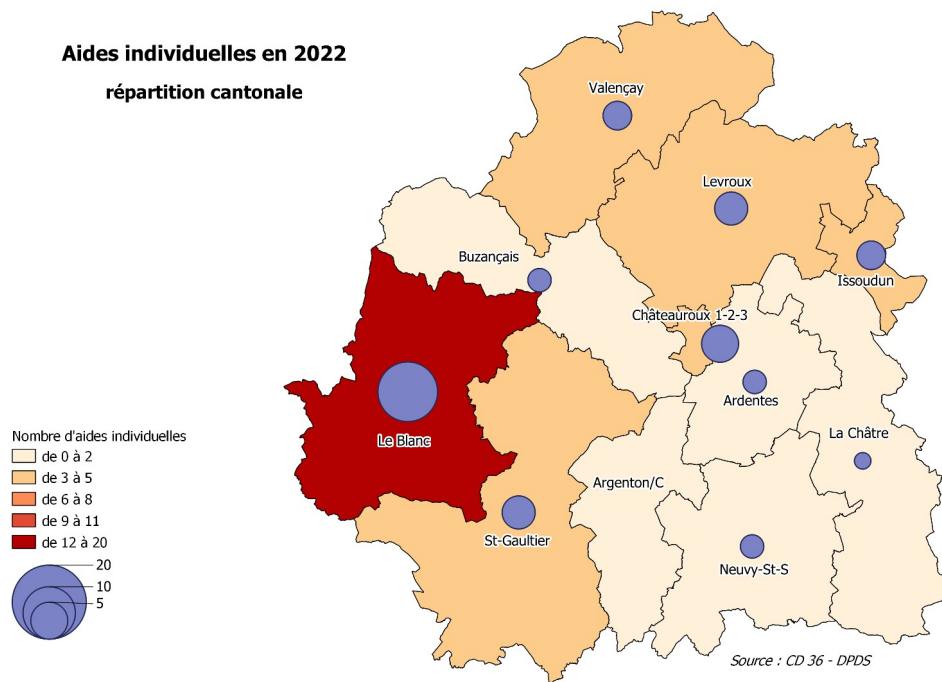 Aides individuelles en 2022
répartition cantonale
Valençay
Levroux
Buzançais
Issoudun
Châteauroux 1-2-3
Ardentes
Le Blanc
La Châtre
Argenton/C
St-Gaultier
Neuvy-St-S
Nombre d'aides individuelles
de 0 à 2
de 3 à 5
de 6 à 8
de 9 à 11
de 12 à 20
20
10
5
Source : CD 36 - DPDS